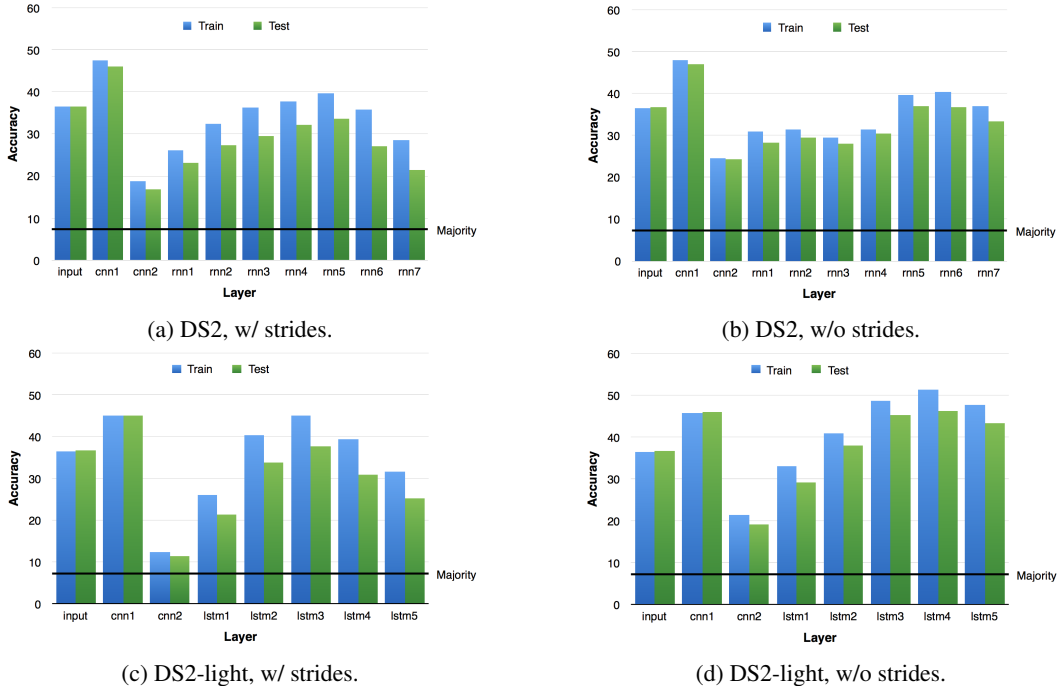 60
Train Test
50
40
Accuracy
30
20
10
Majority
0
input cnn1 cnn2 rnn1 rnn2 rnn3 rnn4 rnn5 rnn6 rnn7
Layer
(a) DS2, w/ strides.
60
Train Test
50
40
Accuracy
30
20
10
Majority
0
input cnn1 cnn2 rnn1 rnn2 rnn3 rnn4 rnn5 rnn6 rnn7
Layer
(b) DS2, w/o strides.
60
Train Test
50
40
Accuracy
30
20
10
Majority
0
input cnn1 cnn2 lstm1 lstm2 lstm3 lstm4 lstm5
Layer
(c) DS2-light, w/ strides.
60
Train Test
50
40
Accuracy
30
20
10
Majority
0
input cnn1 cnn2 lstm1 lstm2 lstm3 lstm4 lstm5
Layer
(d) DS2-light, w/o strides.